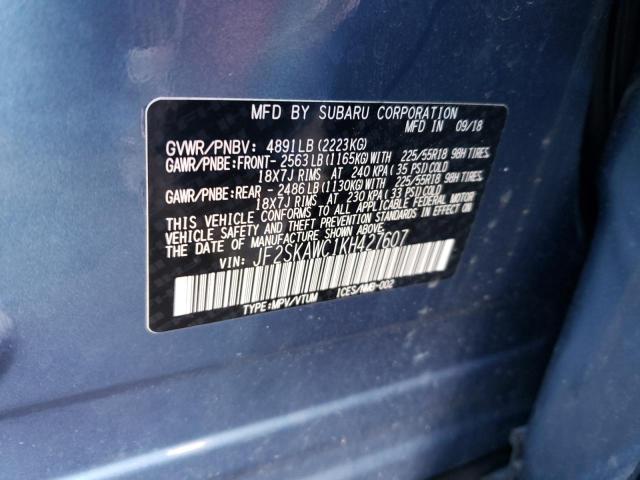 MFD BY SUBARU CORPORATION
MFD IN 09/18
GVWR/PNBV: 4891LB (2223KG)
GAWR/PNBE:FRONT- 2563LB (1165KG) WITH 225/55R18 98H TIRES,
18X7J RIMS AT 240 KPA (35 PSI) COLD
GAWR/PNBE:REAR - 2486LB (1130KG) WITH 225/55R18 98H TIRES,
18X7J RIMS AT 230 KPA (33 PSI) COLD
THIS VEHICLE CONFORMS TO ALL APPLICABLE FEDERAL MOTOR
VEHICLE SAFETY AND THEFT PREVENTION STANDARDS IN EFFECT ON
THE DATE OF MANUFACTURE SHOWN ABOVE.
VIN: JF2SKAWC1KH427607
TYPE:MPV/VTUM ICES/NMB-002